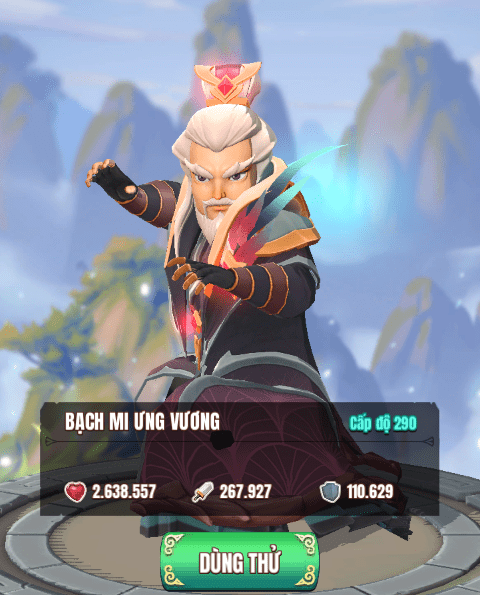 BẠCH MI ƯNG VƯƠNG
Cấp độ 290
2.638.557 267.927 110.629
DÙNG THỬ